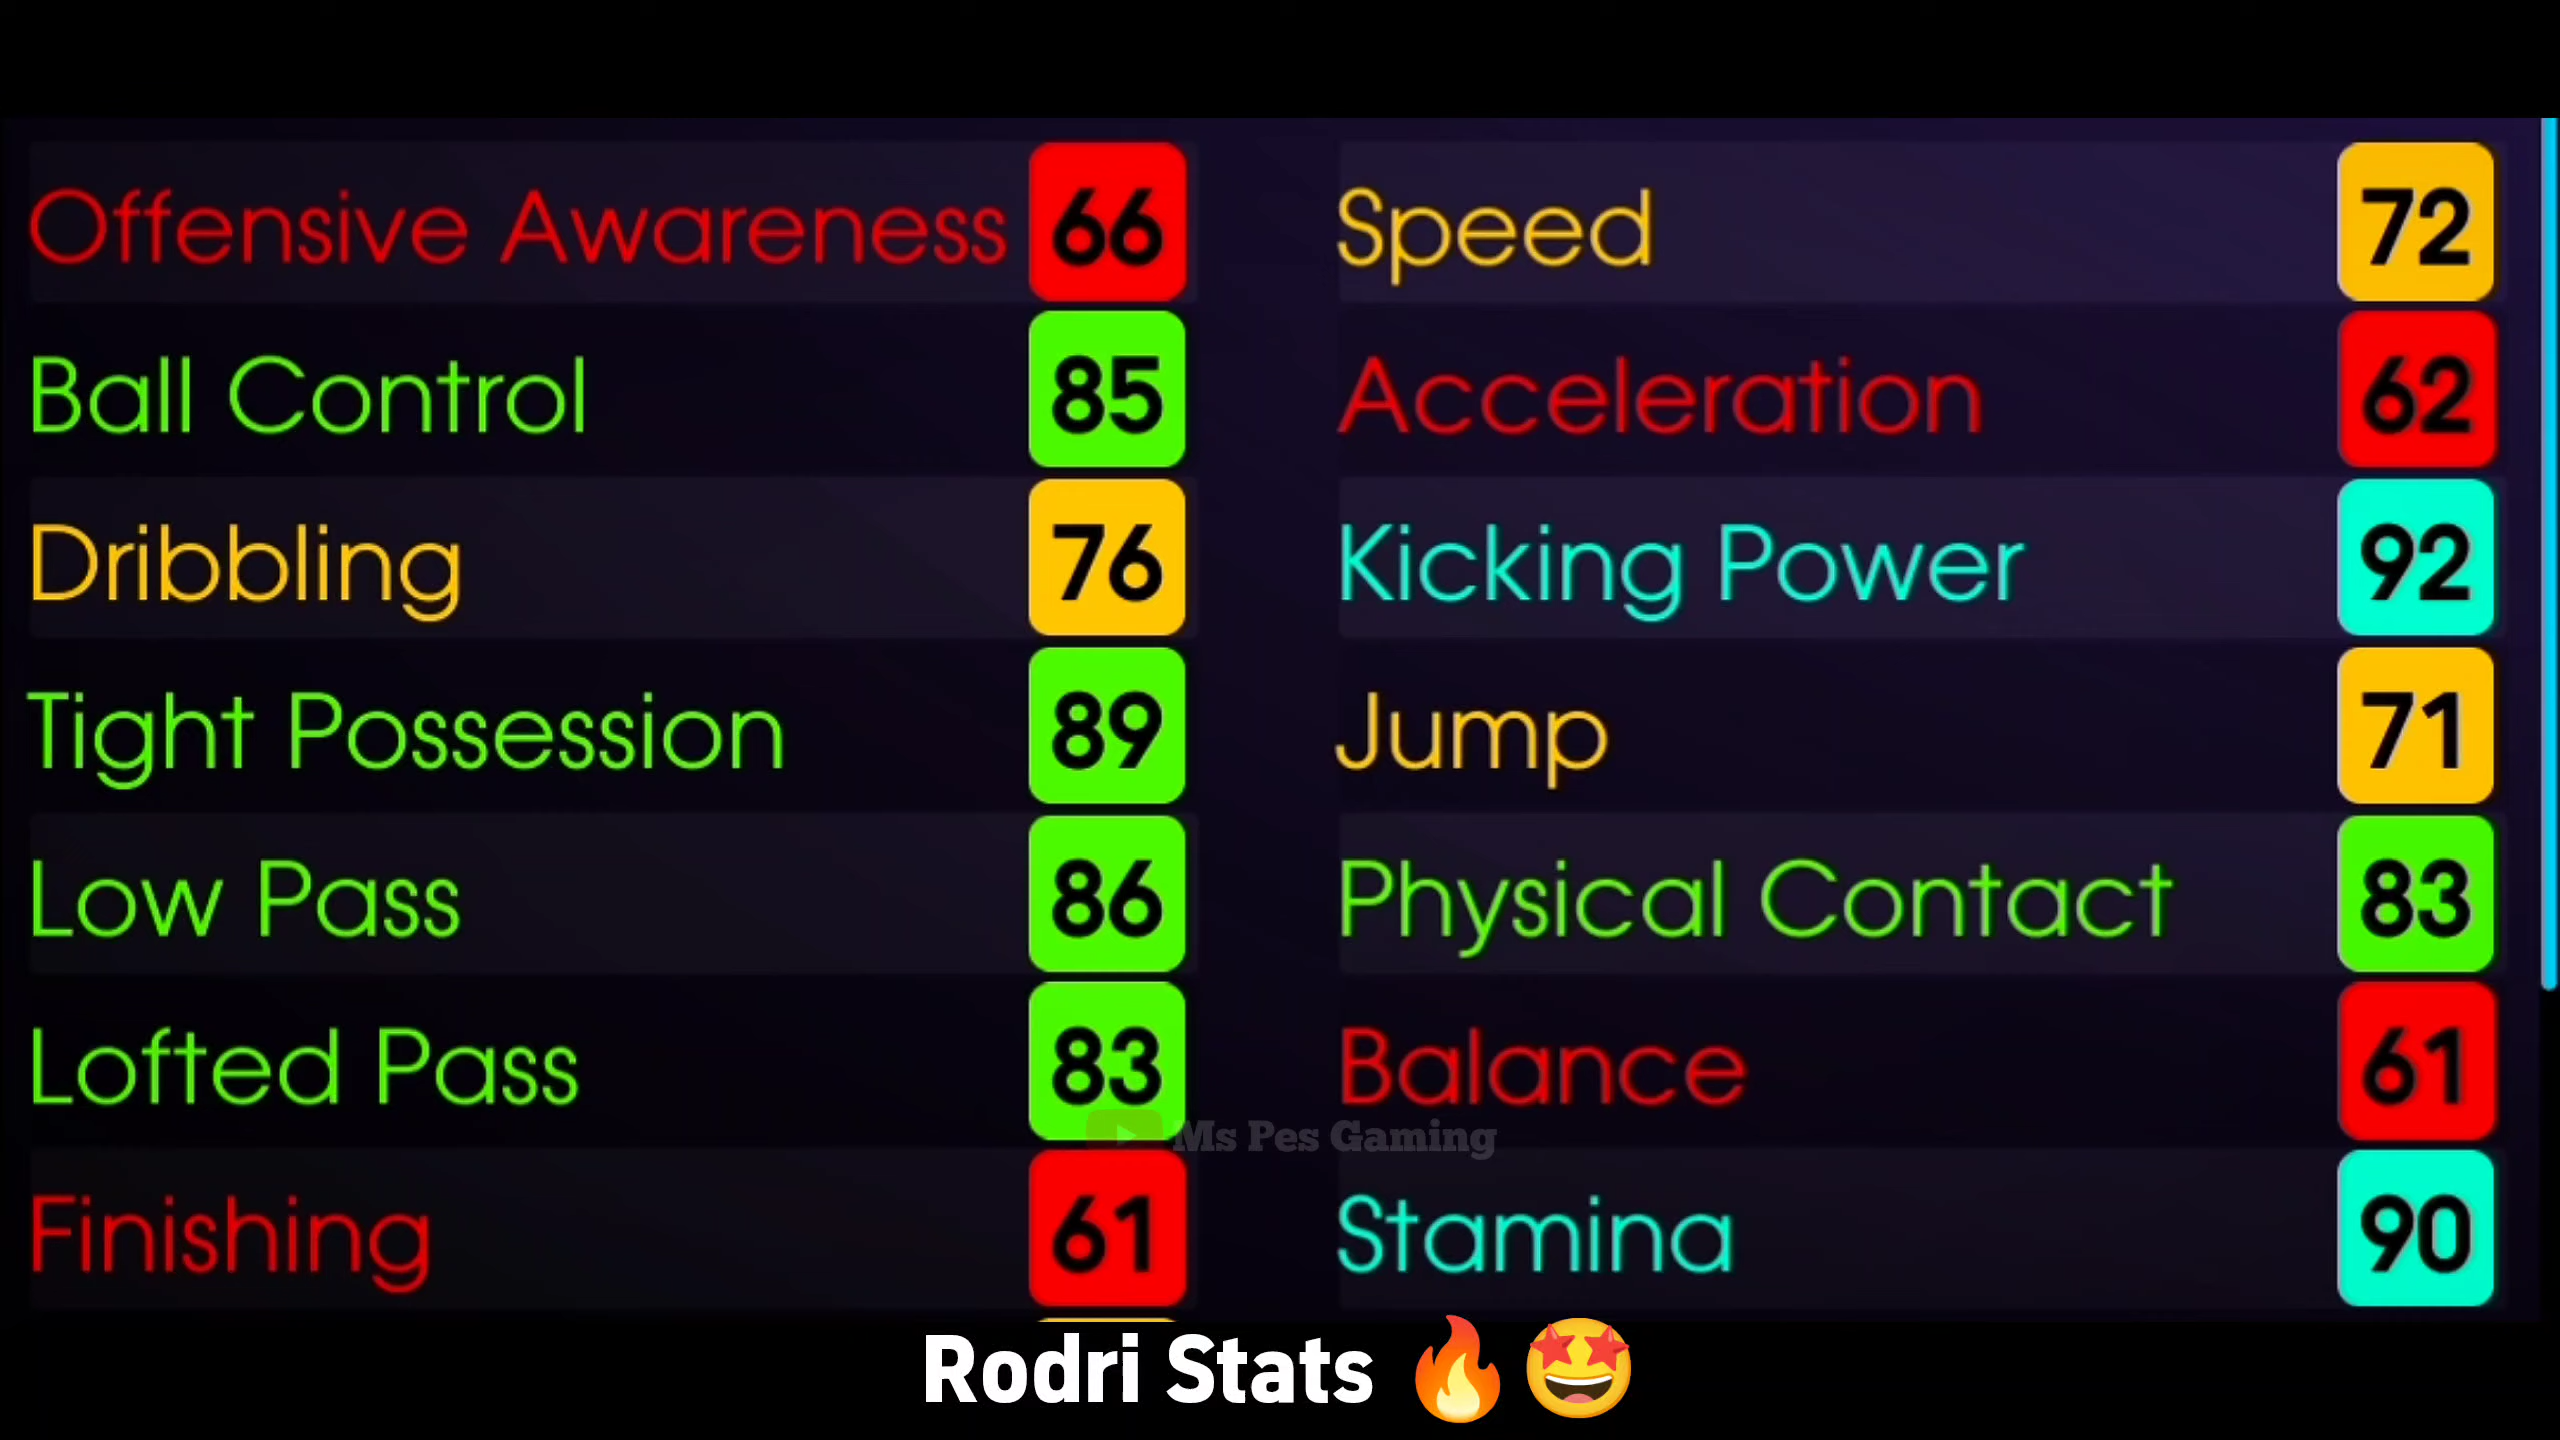 Offensive Awareness 66
Ball Control 85
Dribbling 76
Tight Possession 89
Low Pass 86
Lofted Pass 83
Finishing 61
Speed 72
Acceleration 62
Kicking Power 92
Jump 71
Physical Contact 83
Balance 61
Stamina 90
Ms Pes Gaming
Rodri Stats 🔥🤩